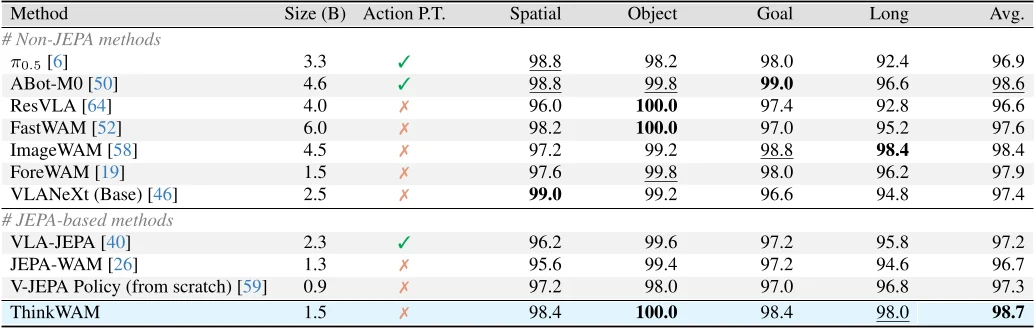 Method Size (B) Action P.T. Spatial Object Goal Long Avg.
# Non-JEPA methods
π0.5 [6] 3.3 ✓ 98.8 98.2 98.0 92.4 96.9
ABot-M0 [50] 4.6 ✓ 98.8 99.8 99.0 96.6 98.6
ResVLA [64] 4.0 ✗ 96.0 100.0 97.4 92.8 96.6
FastWAM [52] 6.0 ✗ 98.2 100.0 97.0 95.2 97.6
ImageWAM [58] 4.5 ✗ 97.2 99.2 98.8 98.4 98.4
ForeWAM [19] 1.5 ✗ 97.6 99.8 98.0 96.2 97.9
VLANeXt (Base) [46] 2.5 ✗ 99.0 99.2 96.6 94.8 97.4
# JEPA-based methods
VLA-JEPA [40] 2.3 ✓ 96.2 99.6 97.2 95.8 97.2
JEPA-WAM [26] 1.3 ✗ 95.6 99.4 97.2 94.6 96.7
V-JEPA Policy (from scratch) [59] 0.9 ✗ 97.2 98.0 97.0 96.8 97.3
ThinkWAM 1.5 ✗ 98.4 100.0 98.4 98.0 98.7